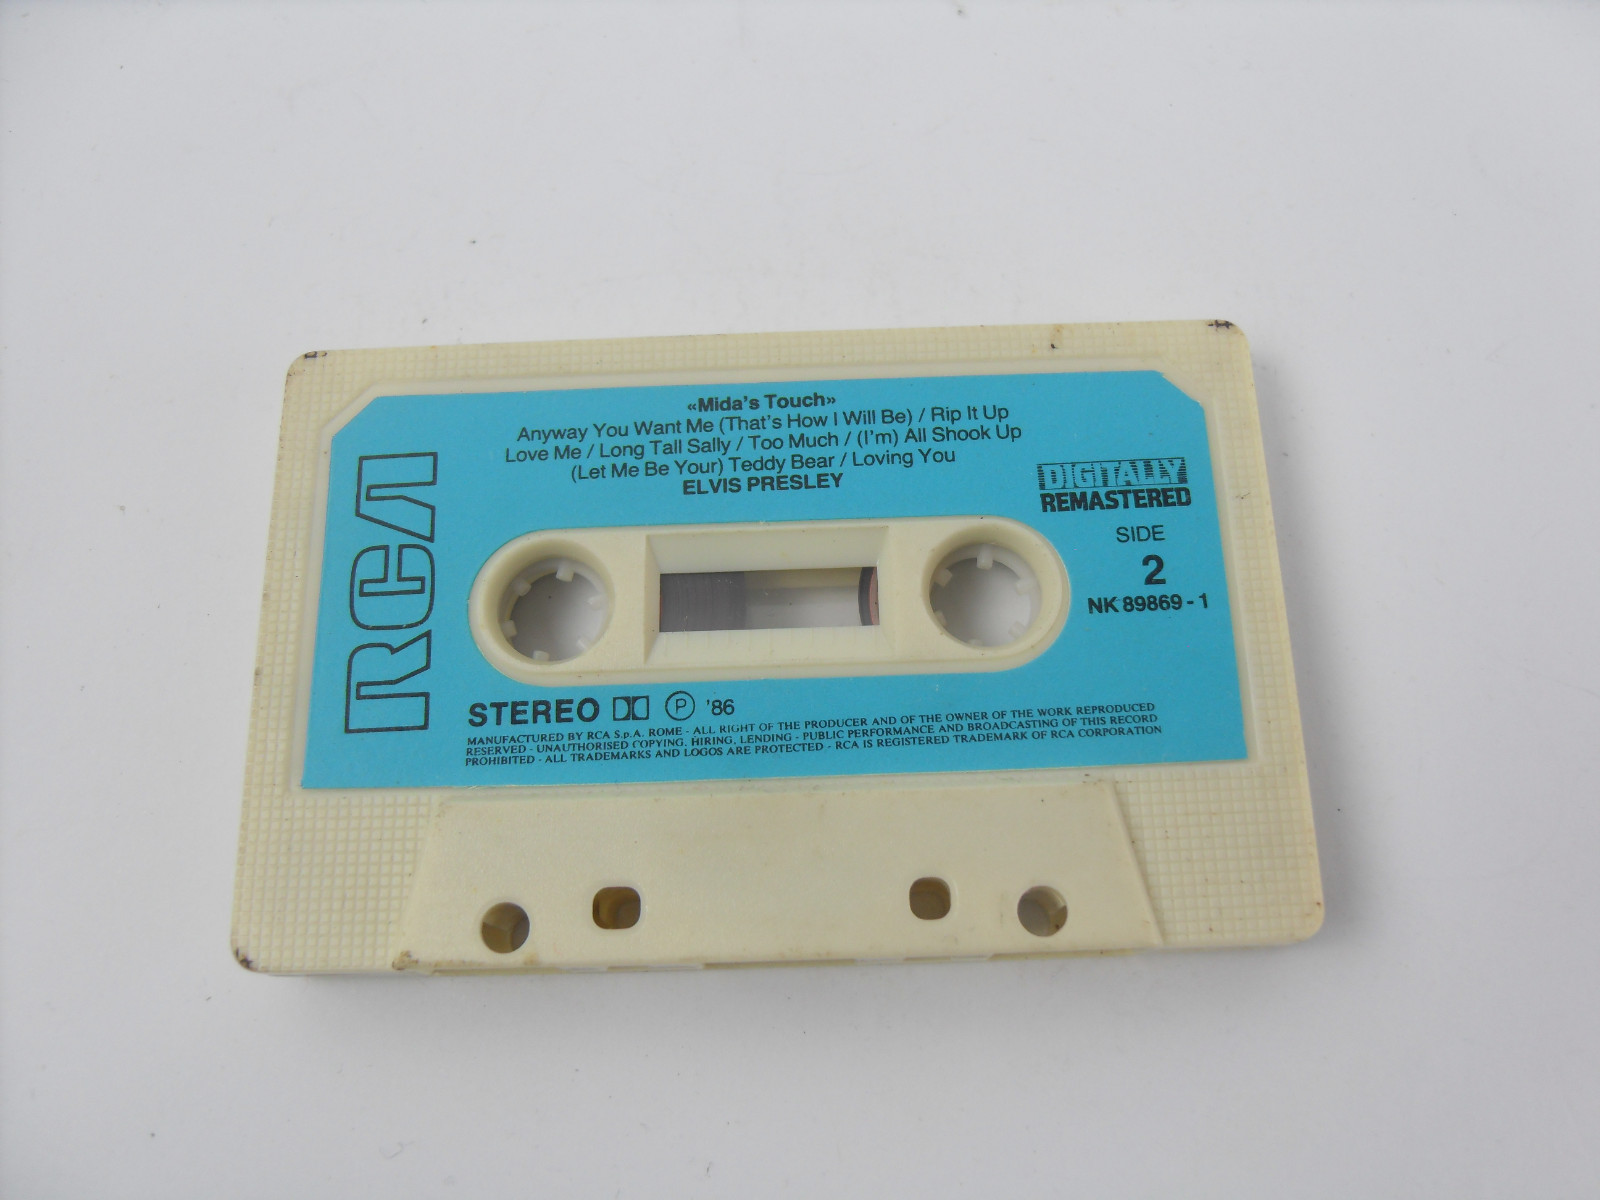 «Mida's Touch»
Anyway You Want Me (That's How I Will Be) / Rip It Up
Love Me / Long Tall Sally / Too Much / (I'm) All Shook Up
(Let Me Be Your) Teddy Bear / Loving You
ELVIS PRESLEY
RCA
DIGITALLY
REMASTERED
SIDE
2
NK 89869 - 1
STEREO ℗ '86
MANUFACTURED BY RCA S.p.A. ROME - ALL RIGHT OF THE PRODUCER AND OF THE OWNER OF THE WORK REPRODUCED
RESERVED - UNAUTHORISED COPYING, HIRING, LENDING - PUBLIC PERFORMANCE AND BROADCASTING OF THIS RECORD
PROHIBITED - ALL TRADEMARKS AND LOGOS ARE PROTECTED - RCA IS REGISTERED TRADEMARK OF RCA CORPORATION